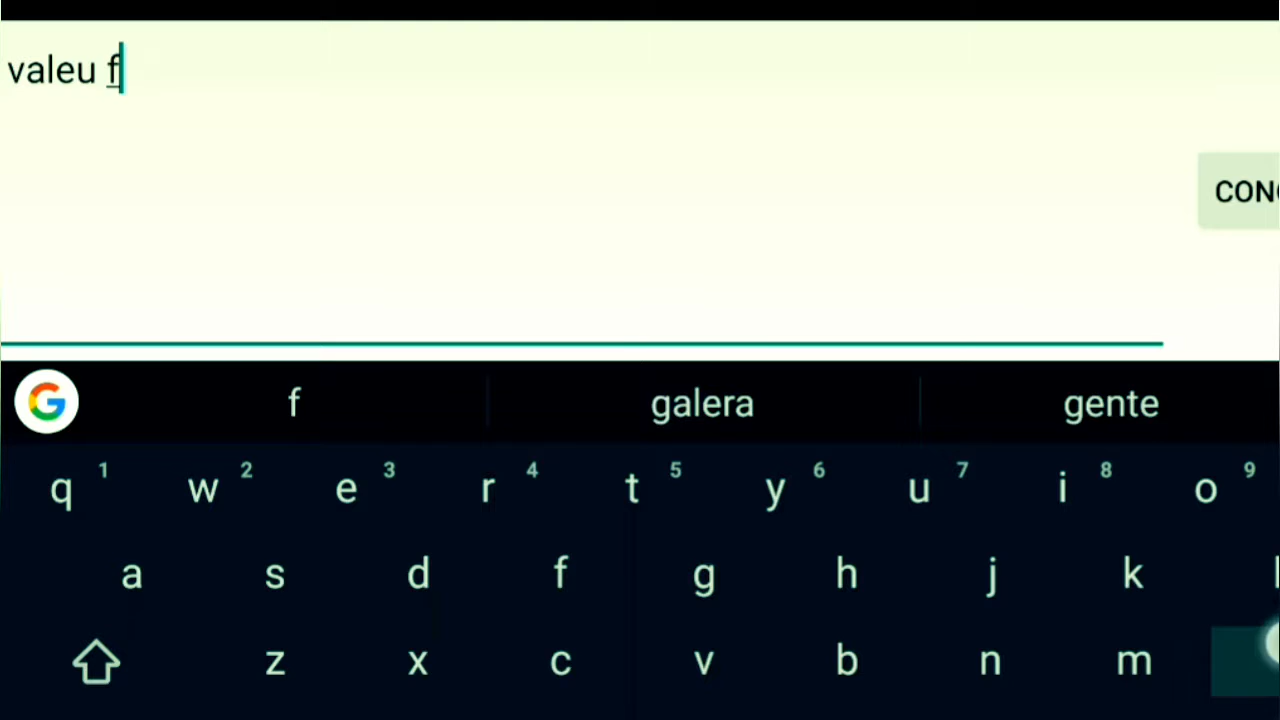 valeu f
CON
f galera gente
q 1 w 2 e 3 r 4 t 5 y 6 u 7 i 8 o 9
a s d f g h j k
z x c v b n m